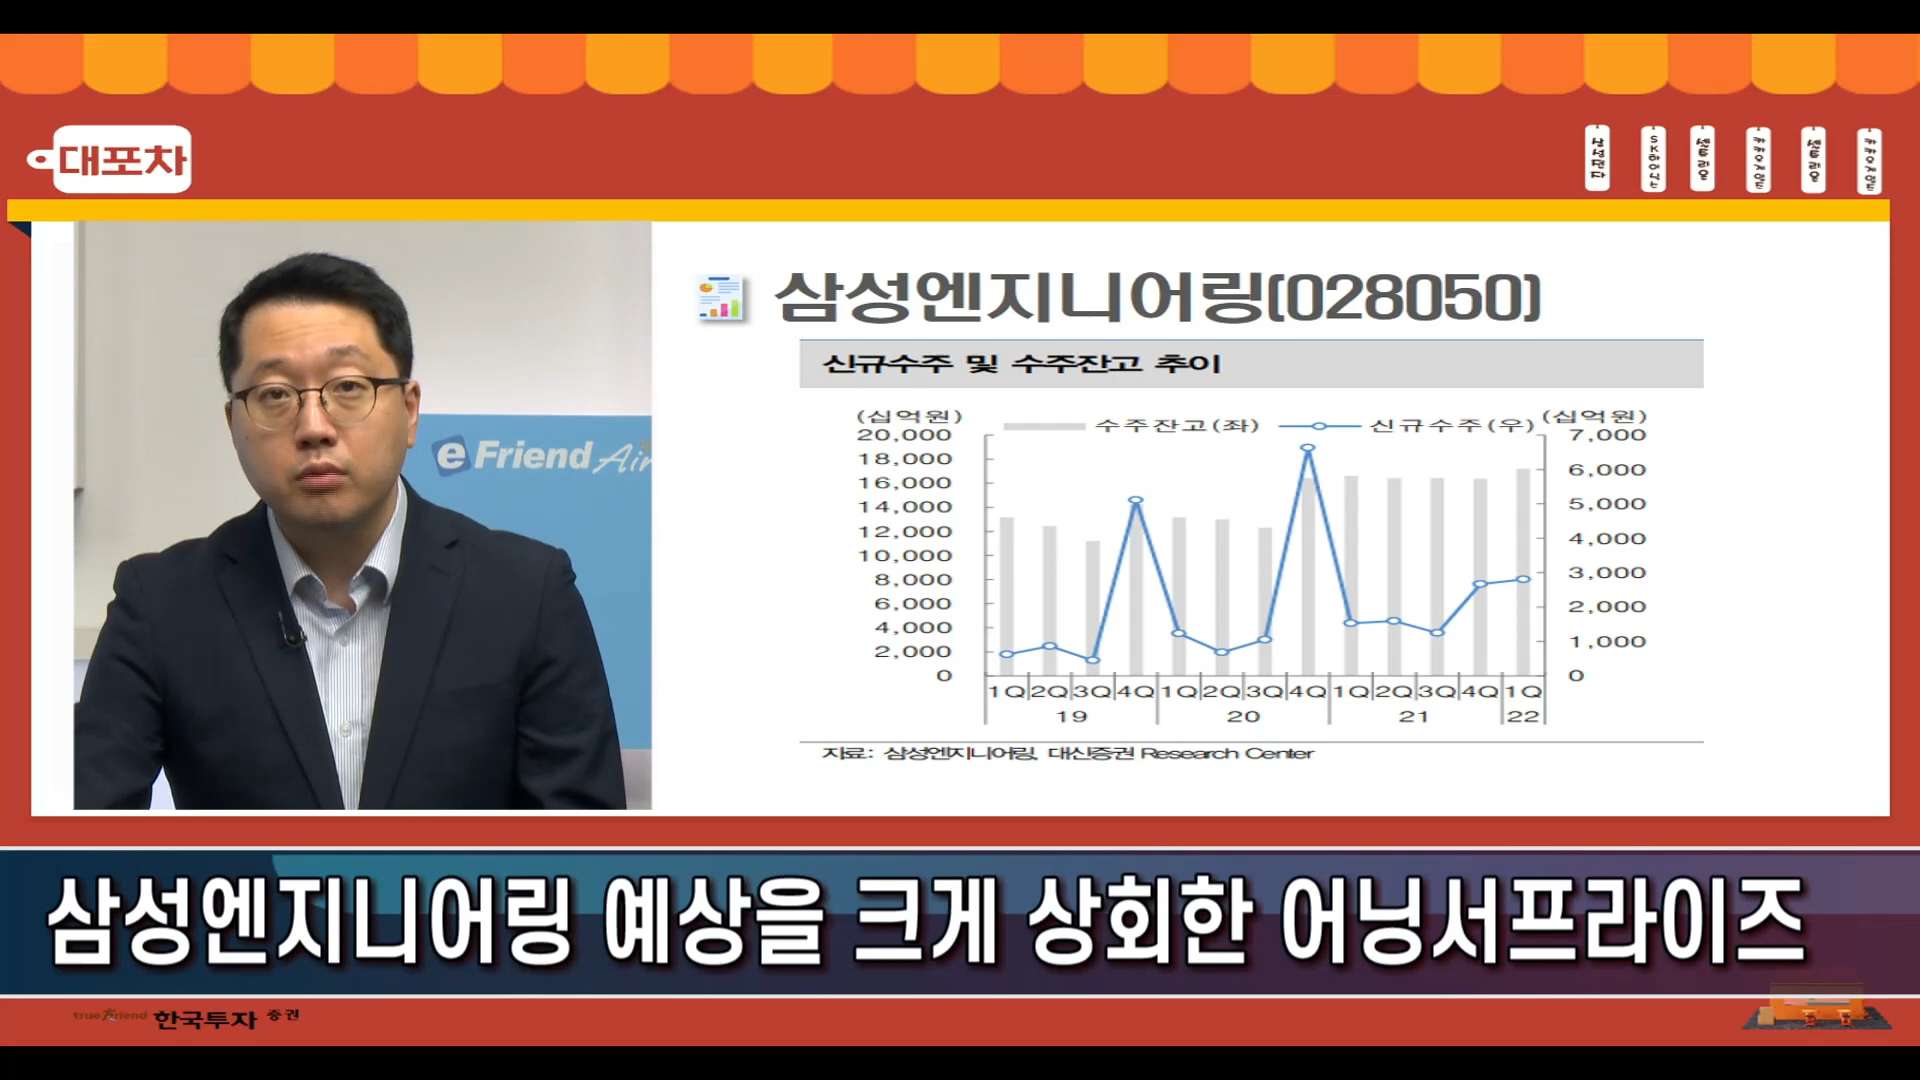 대포차
삼성전자
e Friend Air
삼성엔지니어링(028050)
신규수주 및 수주잔고 추이
(십억원)
수주잔고(좌)
신규수주(우)
(십억원)
20,000
18,000
16,000
14,000
12,000
10,000
8,000
6,000
4,000
2,000
0
7,000
6,000
5,000
4,000
3,000
2,000
1,000
0
1Q 2Q 3Q 4Q 1Q 2Q 3Q 4Q 1Q 2Q 3Q 4Q 1Q
19 20 21 22
자료: 삼성엔지니어링, 대신증권 Research Center
삼성엔지니어링 예상을 크게 상회한 어닝서프라이즈
true Friend 한국투자 증권